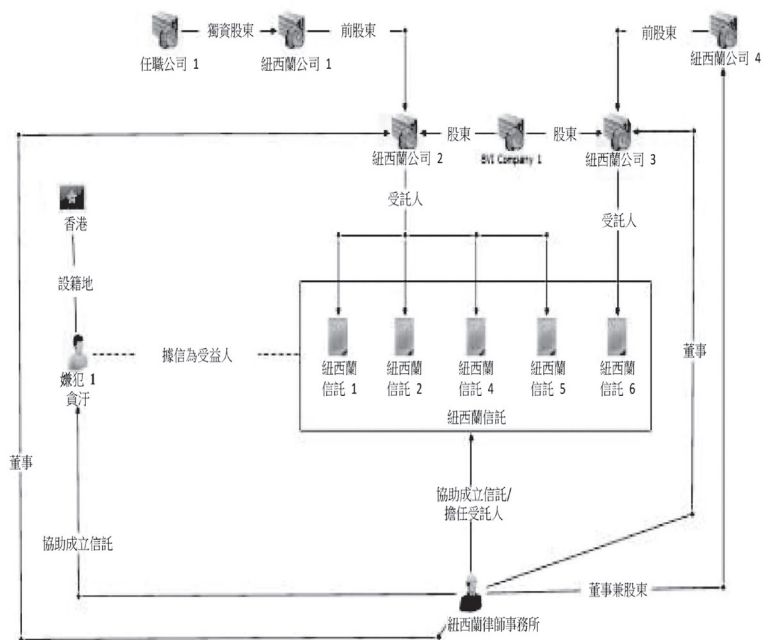 獨資股東
前股東
前股東
任職公司 1
紐西蘭公司 1
紐西蘭公司 4
股東
股東
紐西蘭公司 2
BVI Company 1
紐西蘭公司 3
受託人
受託人
香港
設籍地
據信為受益人
嫌犯 1
貪汙
紐西蘭
信託 1
紐西蘭
信託 2
紐西蘭
信託 4
紐西蘭
信託 5
紐西蘭
信託 6
紐西蘭信託
董事
董事
協助成立信託/
擔任受託人
協助成立信託
董事兼股東
紐西蘭律師事務所